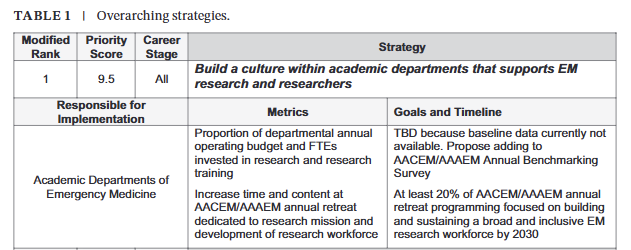 TABLE 1 | Overarching strategies.
Modified Rank
Priority Score
Career Stage
Strategy
1
9.5
All
Build a culture within academic departments that supports EM
research and researchers
Responsible for
Implementation
Metrics
Goals and Timeline
Academic Departments of
Emergency Medicine
Proportion of departmental annual
operating budget and FTEs
invested in research and research
training
TBD because baseline data currently not
available. Propose adding to
AACEM/AAAEM Annual Benchmarking
Survey
Increase time and content at
AACEM/AAAEM annual retreat
dedicated to research mission and
development of research workforce
At least 20% of AACEM/AAAEM annual
retreat programming focused on building
and sustaining a broad and inclusive EM
research workforce by 2030